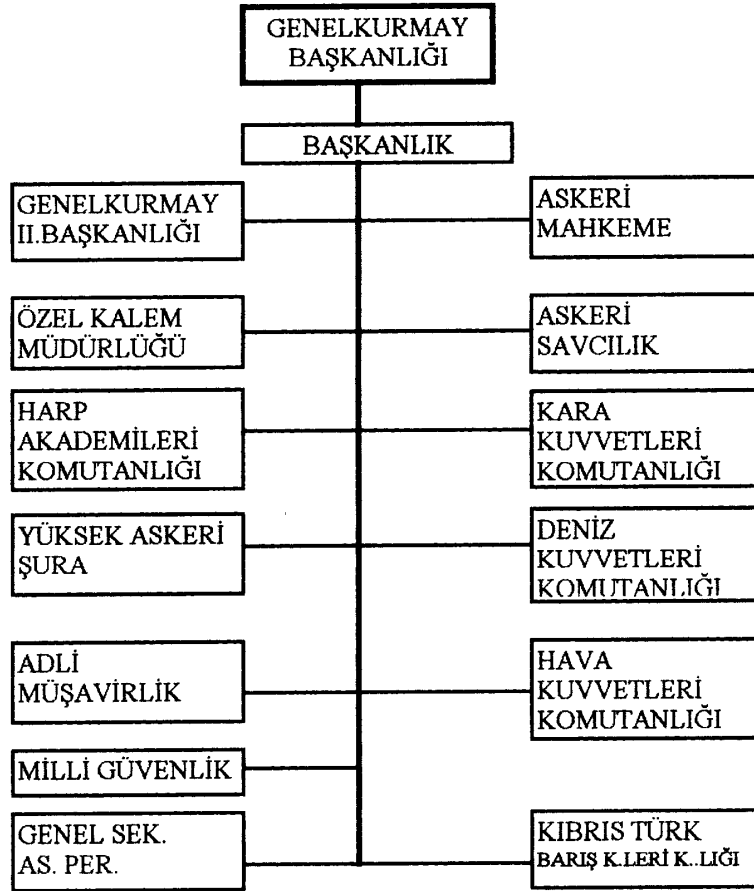 GENELKURMAY
BAŞKANLIĞI
BAŞKANLIK
GENELKURMAY
II.BAŞKANLIĞI
ASKERİ
MAHKEME
ÖZEL KALEM
MÜDÜRLÜĞÜ
ASKERİ
SAVCILIK
HARP
AKADEMİLERİ
KOMUTANLIĞI
KARA
KUVVETLERİ
KOMUTANLIĞI
YÜKSEK ASKERİ
ŞURA
DENİZ
KUVVETLERİ
KOMUTANLIĞI
ADLİ
MÜŞAVİRLİK
HAVA
KUVVETLERİ
KOMUTANLIĞI
MİLLİ GÜVENLİK
GENEL SEK.
AS. PER.
KIBRIS TÜRK
BARIŞ K.LERİ K..LIĞI